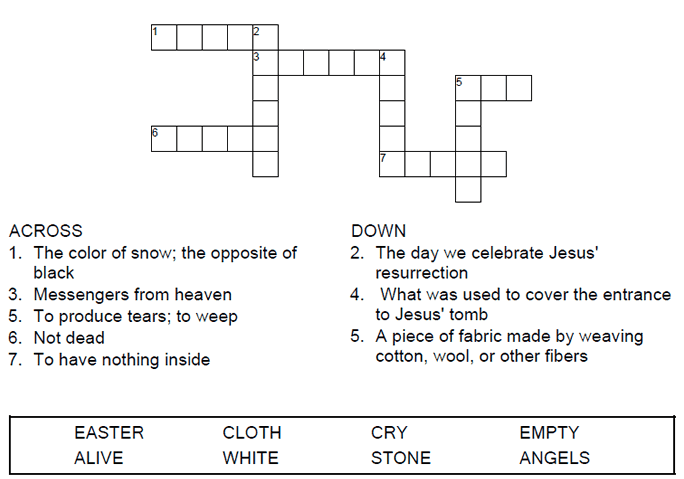 1 2
3 4
5
6
7
ACROSS
1. The color of snow; the opposite of
black
3. Messengers from heaven
5. To produce tears; to weep
6. Not dead
7. To have nothing inside
DOWN
2. The day we celebrate Jesus'
resurrection
4. What was used to cover the entrance
to Jesus' tomb
5. A piece of fabric made by weaving
cotton, wool, or other fibers
EASTER CLOTH CRY EMPTY
ALIVE WHITE STONE ANGELS